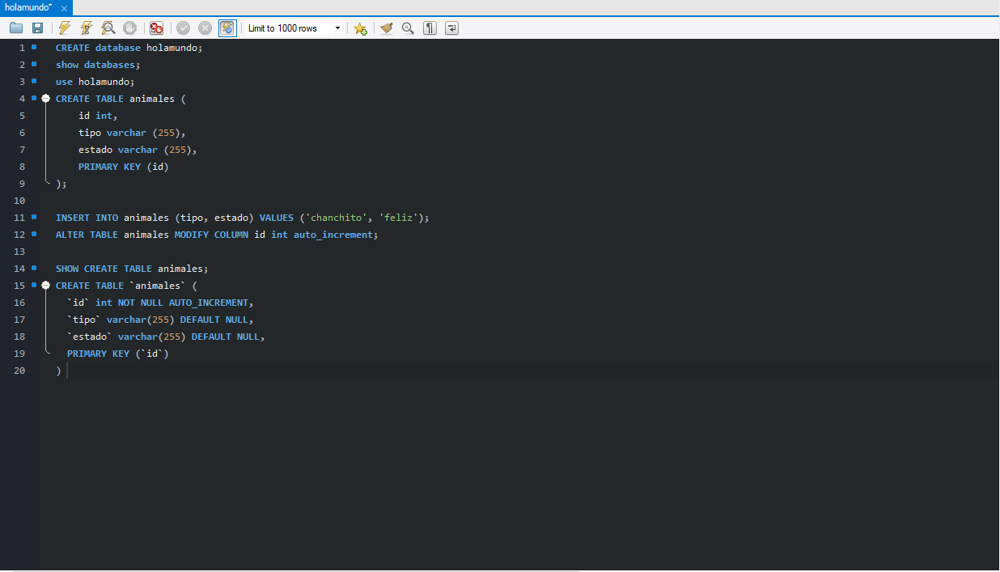 holamundo*
Limit to 1000 rows
1 CREATE database holamundo;
2 show databases;
3 use holamundo;
4 CREATE TABLE animales (
5 id int,
6 tipo varchar (255),
7 estado varchar (255),
8 PRIMARY KEY (id)
9 );
10
11 INSERT INTO animales (tipo, estado) VALUES ('chanchito', 'feliz');
12 ALTER TABLE animales MODIFY COLUMN id int auto_increment;
13
14 SHOW CREATE TABLE animales;
15 CREATE TABLE `animales` (
16 `id` int NOT NULL AUTO_INCREMENT,
17 `tipo` varchar(255) DEFAULT NULL,
18 `estado` varchar(255) DEFAULT NULL,
19 PRIMARY KEY (`id`)
20 )